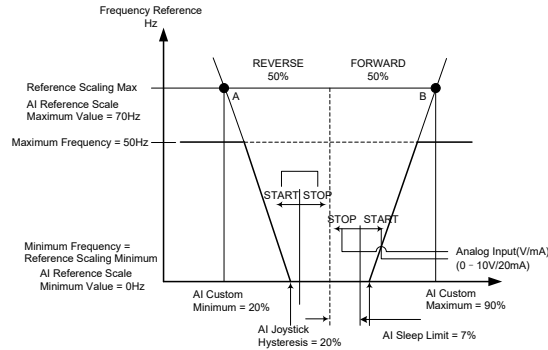 Frequency Reference
Hz
REVERSE
50%
FORWARD
50%
Reference Scaling Max
A
B
AI Reference Scale
Maximum Value = 70Hz
Maximum Frequency = 50Hz
START STOP
STOP START
Minimum Frequency =
Reference Scaling Minimum
AI Reference Scale
Minimum Value = 0Hz
Analog Input(V/mA)
(0 - 10V/20mA)
AI Custom
Minimum = 20%
AI Custom
Maximum = 90%
AI Joystick
Hysteresis = 20%
AI Sleep Limit = 7%